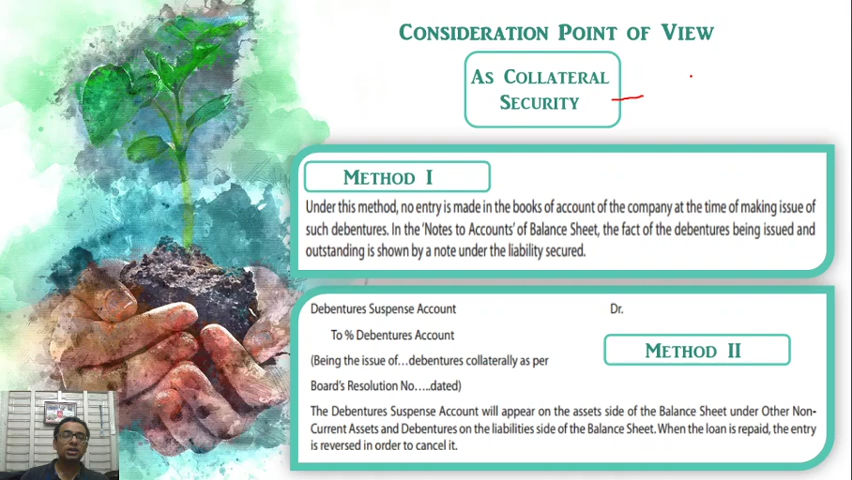 Consideration Point of View
As Collateral
Security
Method I
Under this method, no entry is made in the books of account of the company at the time of making issue of
such debentures. In the ‘Notes to Accounts’ of Balance Sheet, the fact of the debentures being issued and
outstanding is shown by a note under the liability secured.
Debentures Suspense Account Dr.
To % Debentures Account
Method II
(Being the issue of…debentures collaterally as per
Board's Resolution No…..dated)
The Debentures Suspense Account will appear on the assets side of the Balance Sheet under Other Non-
Current Assets and Debentures on the liabilities side of the Balance Sheet. When the loan is repaid, the entry
is reversed in order to cancel it.